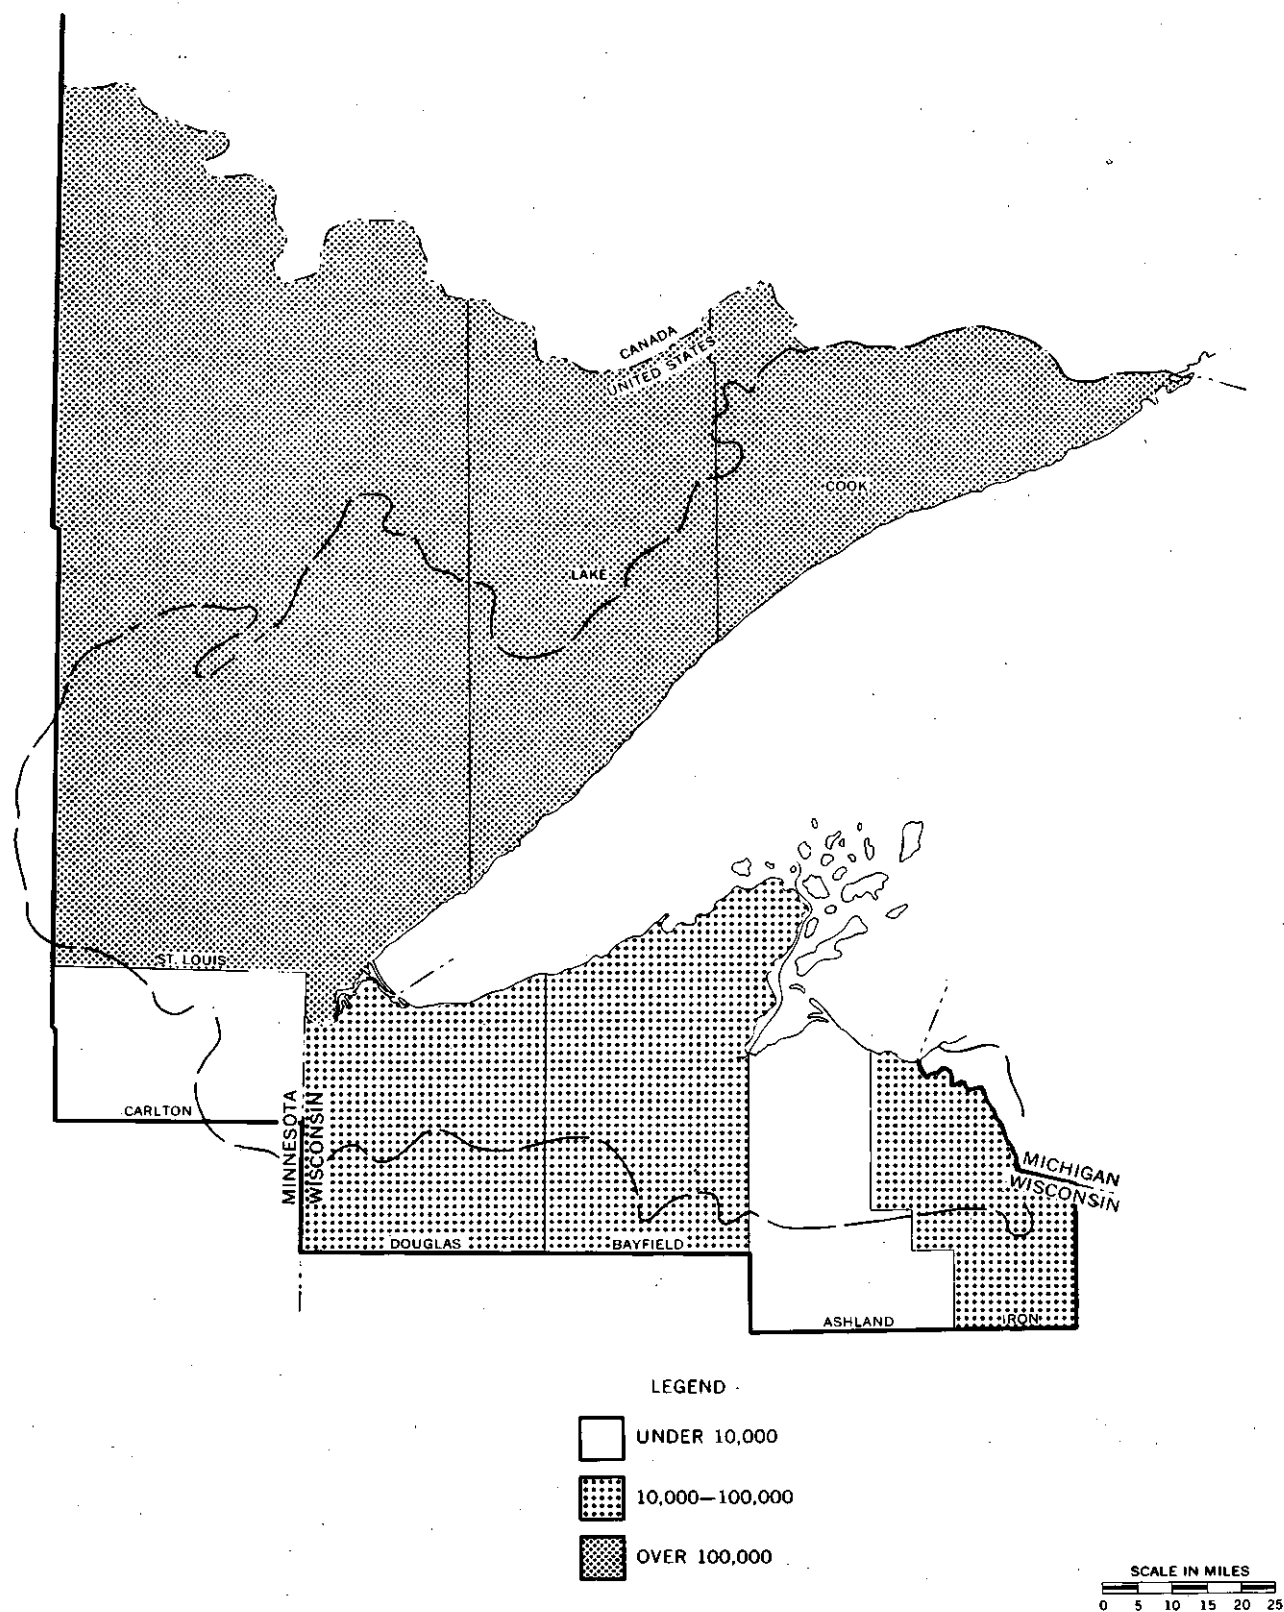 CANADA
UNITED STATES
COOK
LAKE
ST. LOUIS
CARLTON
MINNESOTA
WISCONSIN
MICHIGAN
WISCONSIN
DOUGLAS
BAYFIELD
ASHLAND
IRON
LEGEND
UNDER 10,000
10,000—100,000
OVER 100,000
SCALE IN MILES
0 5 10 15 20 25